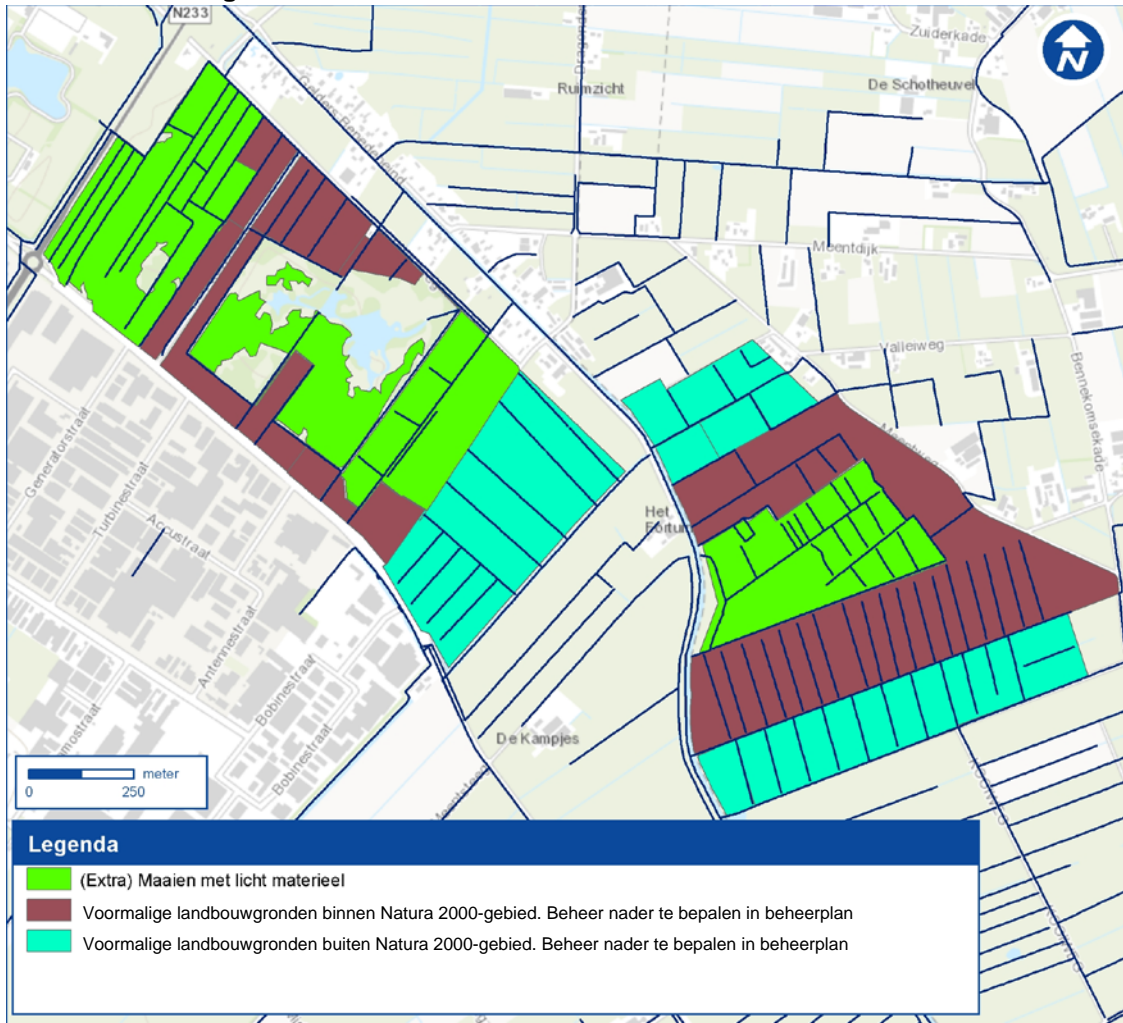 N233
Zuiderkade
N
Ruimzicht
De Schotheuvel
Meentdijk
Valleiweg
Bennekomsekade
Meentweg
Generatorstraat
Turbinestraat
Accustraat
Het
Antennestraat
Bobinestraat
Bobinestraat
De Kampjes
meter
0 250
Legenda
(Extra) Maaien met licht materieel
Voormalige landbouwgronden binnen Natura 2000-gebied. Beheer nader te bepalen in beheerplan
Voormalige landbouwgronden buiten Natura 2000-gebied. Beheer nader te bepalen in beheerplan